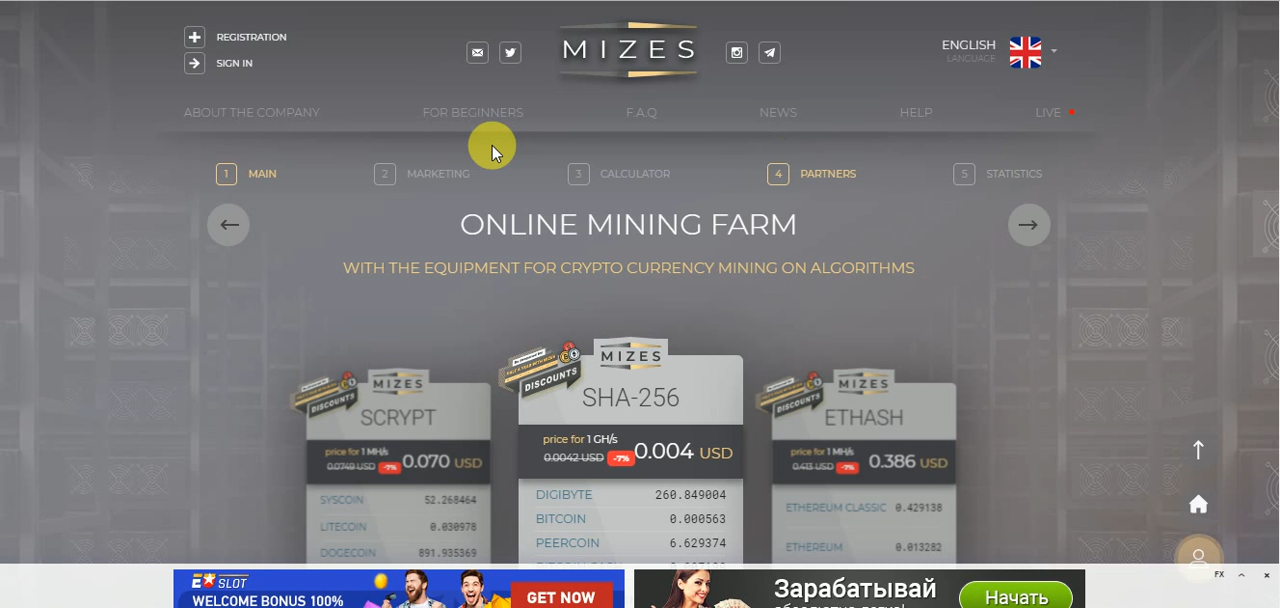 REGISTRATION
SIGN IN
MIZES
ENGLISH
LANGUAGE
ABOUT THE COMPANY FOR BEGINNERS F.A.Q NEWS HELP LIVE
1 MAIN 2 MARKETING 3 CALCULATOR 4 PARTNERS 5 STATISTICS
ONLINE MINING FARM
WITH THE EQUIPMENT FOR CRYPTO CURRENCY MINING ON ALGORITHMS
MIZES
DISCOUNTS
SCRYPT
price for 1 MH/s
0.0749 USD -7% 0.070 USD
SYSCOIN 52.268464
LITECOIN 0.030978
DOGECOIN 891.935369
MIZES
DISCOUNTS
SHA-256
price for 1 GH/s
0.0042 USD -7% 0.004 USD
DIGIBYTE 260.849004
BITCOIN 0.000563
PEERCOIN 6.629374
MIZES
DISCOUNTS
ETHASH
price for 1 MH/s
0.413 USD -7% 0.386 USD
ETHEREUM CLASSIC 0.429138
ETHEREUM 0.013282
FX
SLOT
WELCOME BONUS 100%
GET NOW
Зарабатывай
Начать